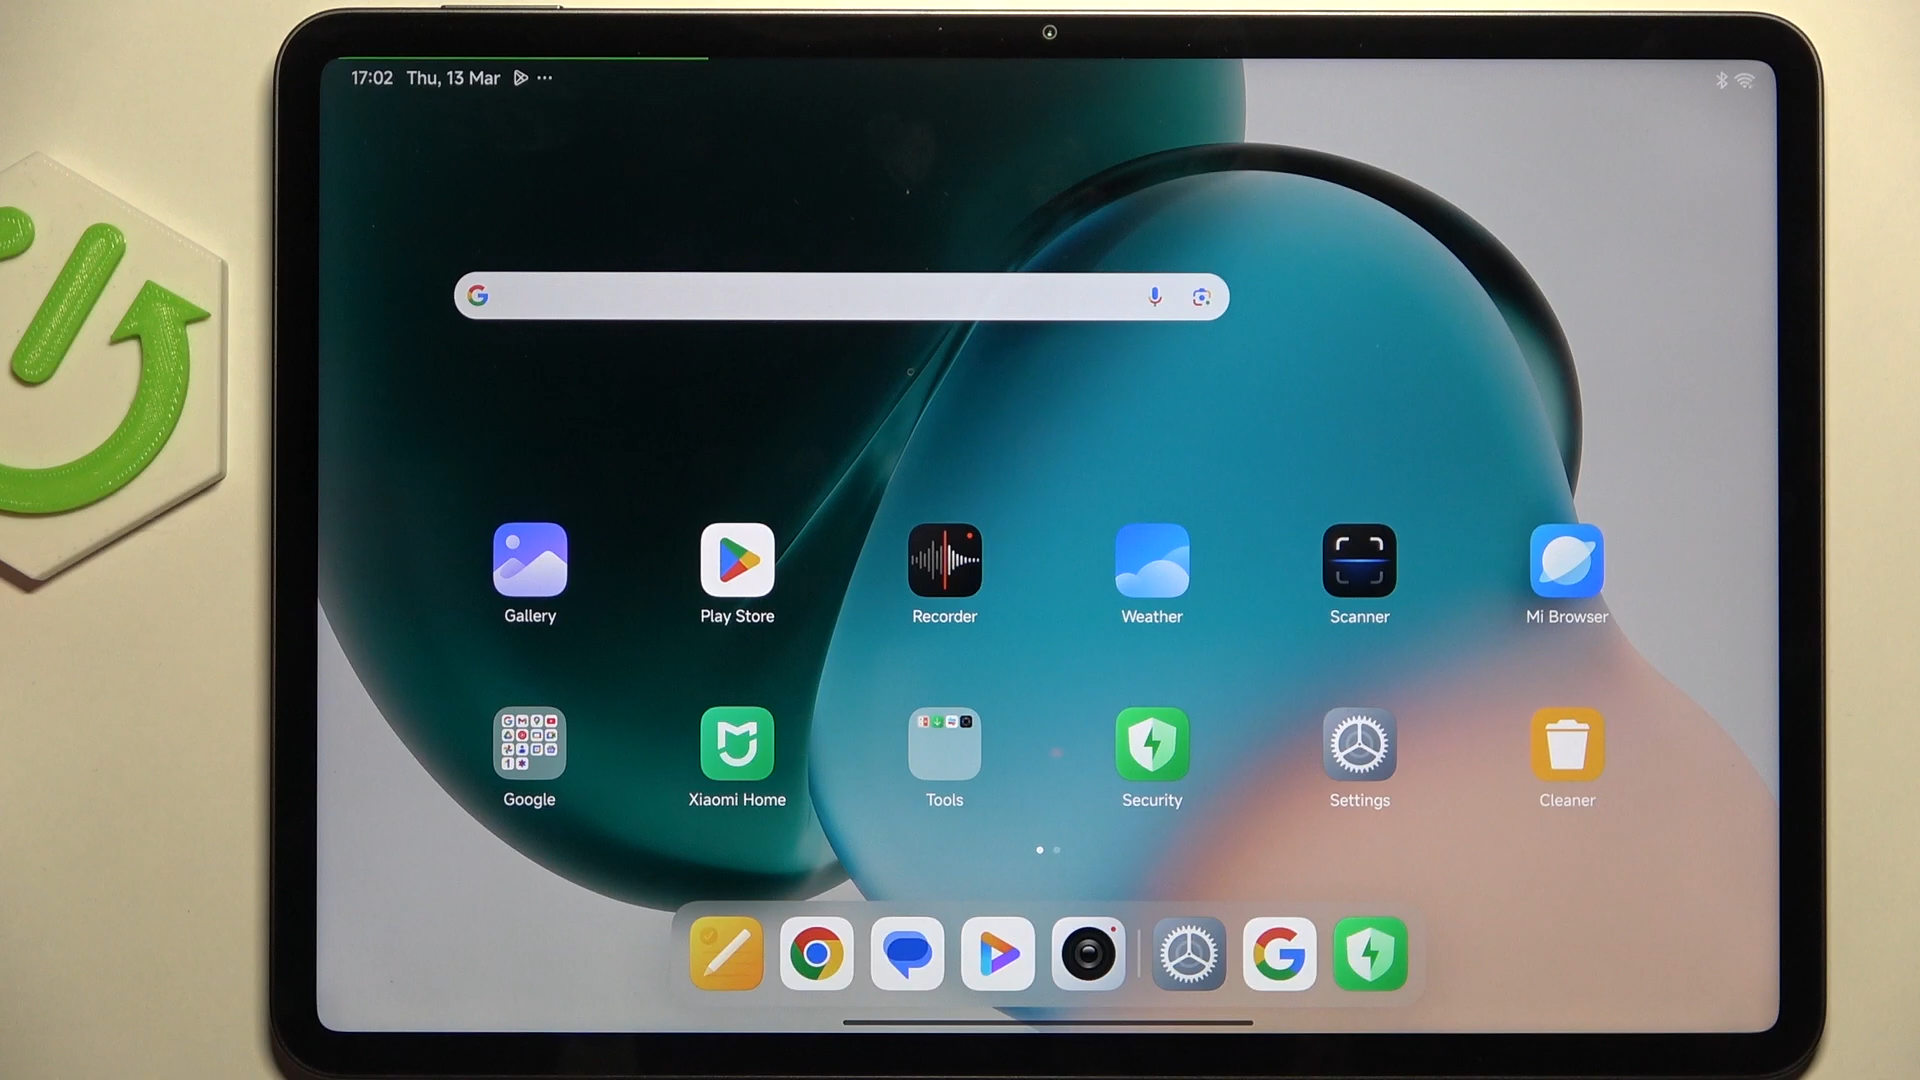 17:02 Thu, 13 Mar
Gallery
Play Store
Recorder
Weather
Scanner
Mi Browser
Google
Xiaomi Home
Tools
Security
Settings
Cleaner